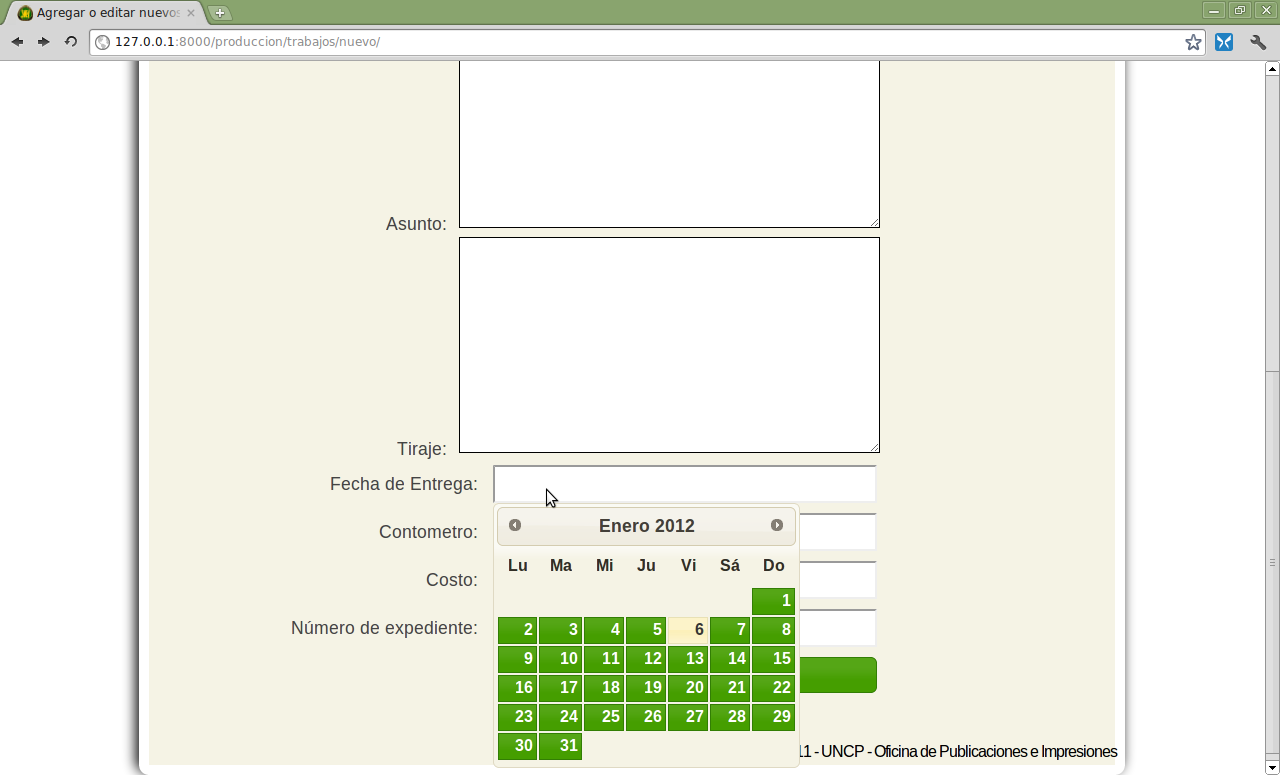 Agregar o editar nuevos
127.0.0.1:8000/produccion/trabajos/nuevo/
Asunto:
Tiraje:
Fecha de Entrega:
Enero 2012
Contometro:
Lu Ma Mi Ju Vi Sá Do
Costo:
1
Número de expediente:
2 3 4 5 6 7 8
9 10 11 12 13 14 15
16 17 18 19 20 21 22
23 24 25 26 27 28 29
30 31
11 - UNCP - Oficina de Publicaciones e Impresiones